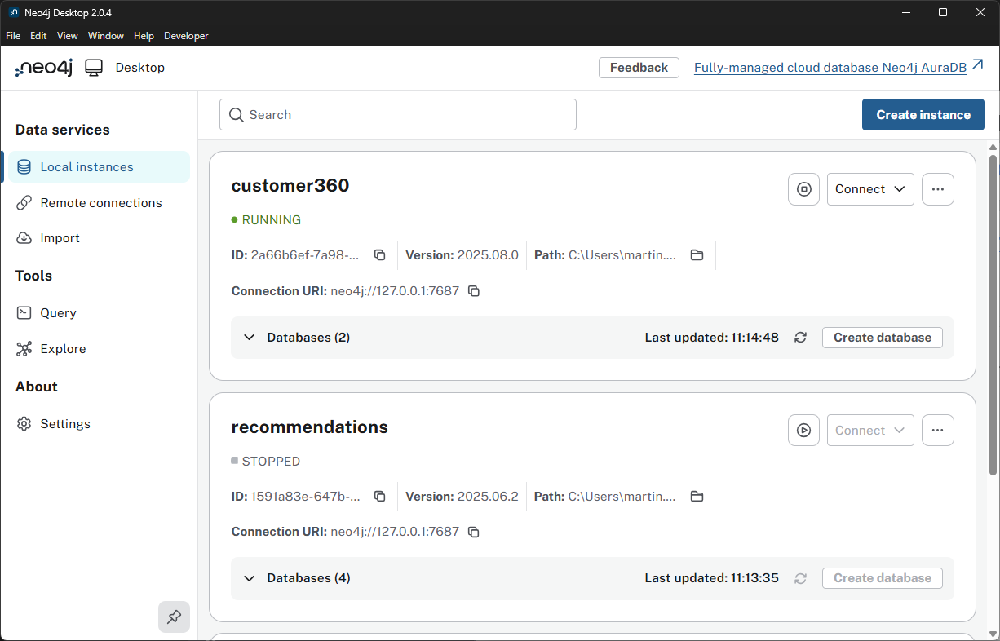 Neo4j Desktop 2.0.4
File Edit View Window Help Developer
neo4j Desktop Feedback Fully-managed cloud database Neo4j AuraDB
Data services
Local instances
Remote connections
Import
Tools
Query
Explore
About
Settings
Search Create instance
customer360 Connect
RUNNING
ID: 2a66b6ef-7a98-... Version: 2025.08.0 Path: C:\Users\martin....
Connection URI: neo4j://127.0.0.1:7687
Databases (2) Last updated: 11:14:48 Create database
recommendations Connect
STOPPED
ID: 1591a83e-647b-... Version: 2025.06.2 Path: C:\Users\martin....
Connection URI: neo4j://127.0.0.1:7687
Databases (4) Last updated: 11:13:35 Create database